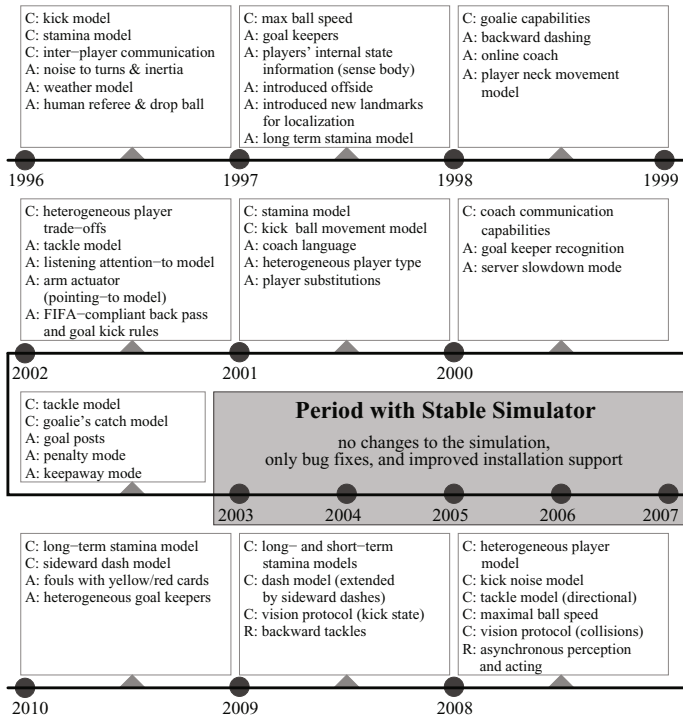 C: kick model
C: stamina model
C: inter−player communication
A: noise to turns & inertia
A: weather model
A: human referee & drop ball
C: max ball speed
A: goal keepers
A: players’ internal state
information (sense body)
A: introduced offside
A: introduced new landmarks
for localization
A: long term stamina model
C: goalie capabilities
A: backward dashing
A: online coach
A: player neck movement
model
1996
1997
1998
1999
C: heterogeneous player
trade−offs
A: tackle model
A: listening attention−to model
A: arm actuator
(pointing−to model)
A: FIFA−compliant back pass
and goal kick rules
C: stamina model
C: kick ball movement model
A: coach language
A: heterogeneous player type
A: player substitutions
C: coach communication
capabilities
A: goal keeper recognition
A: server slowdown mode
2002
2001
2000
C: tackle model
C: goalie’s catch model
A: goal posts
A: penalty mode
A: keepaway mode
Period with Stable Simulator
no changes to the simulation,
only bug fixes, and improved installation support
2003
2004
2005
2006
2007
C: long−term stamina model
C: sideward dash model
A: fouls with yellow/red cards
A: heterogeneous goal keepers
C: long− and short−term
stamina models
C: dash model (extended
by sideward dashes)
C: vision protocol (kick state)
R: backward tackles
C: heterogeneous player
model
C: kick noise model
C: tackle model (directional)
C: maximal ball speed
C: vision protocol (collisions)
R: asynchronous perception
and acting
2010
2009
2008